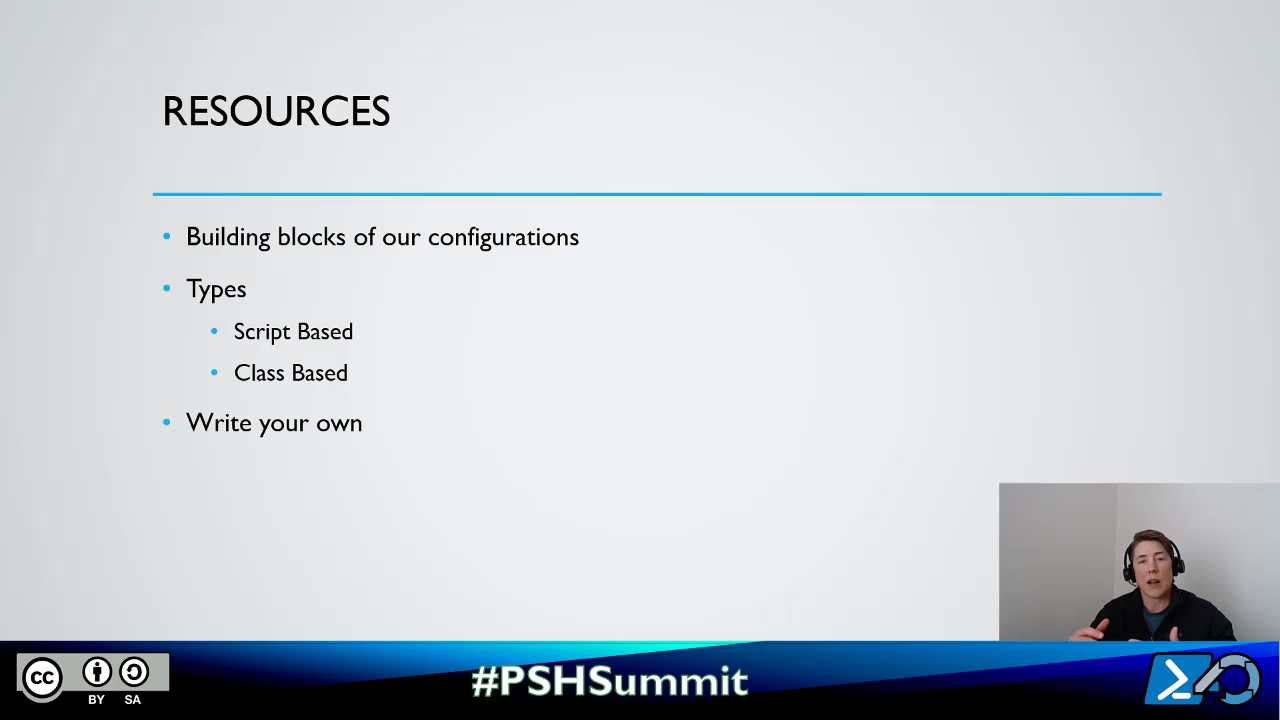 RESOURCES
Building blocks of our configurations
Types
Script Based
Class Based
Write your own
#PSHSummit
CC
BY SA